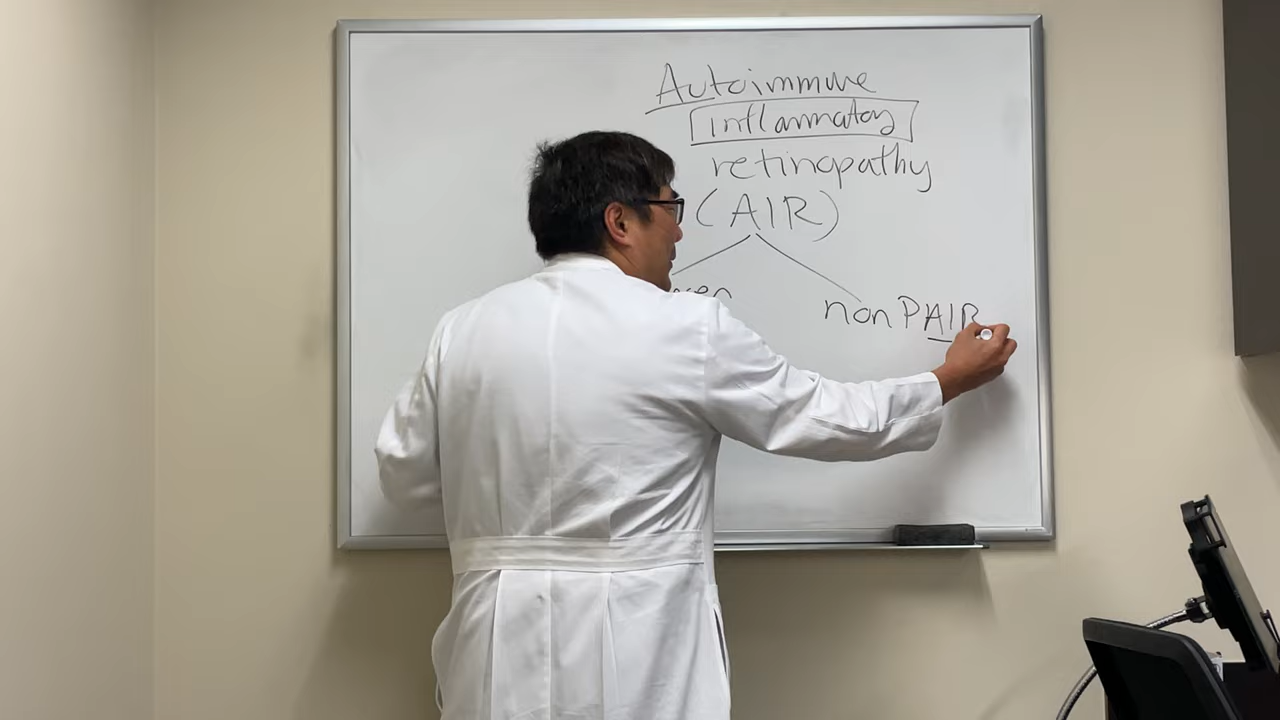 Autoimmune
inflammatory
retinopathy
(AIR)
nonPAIR